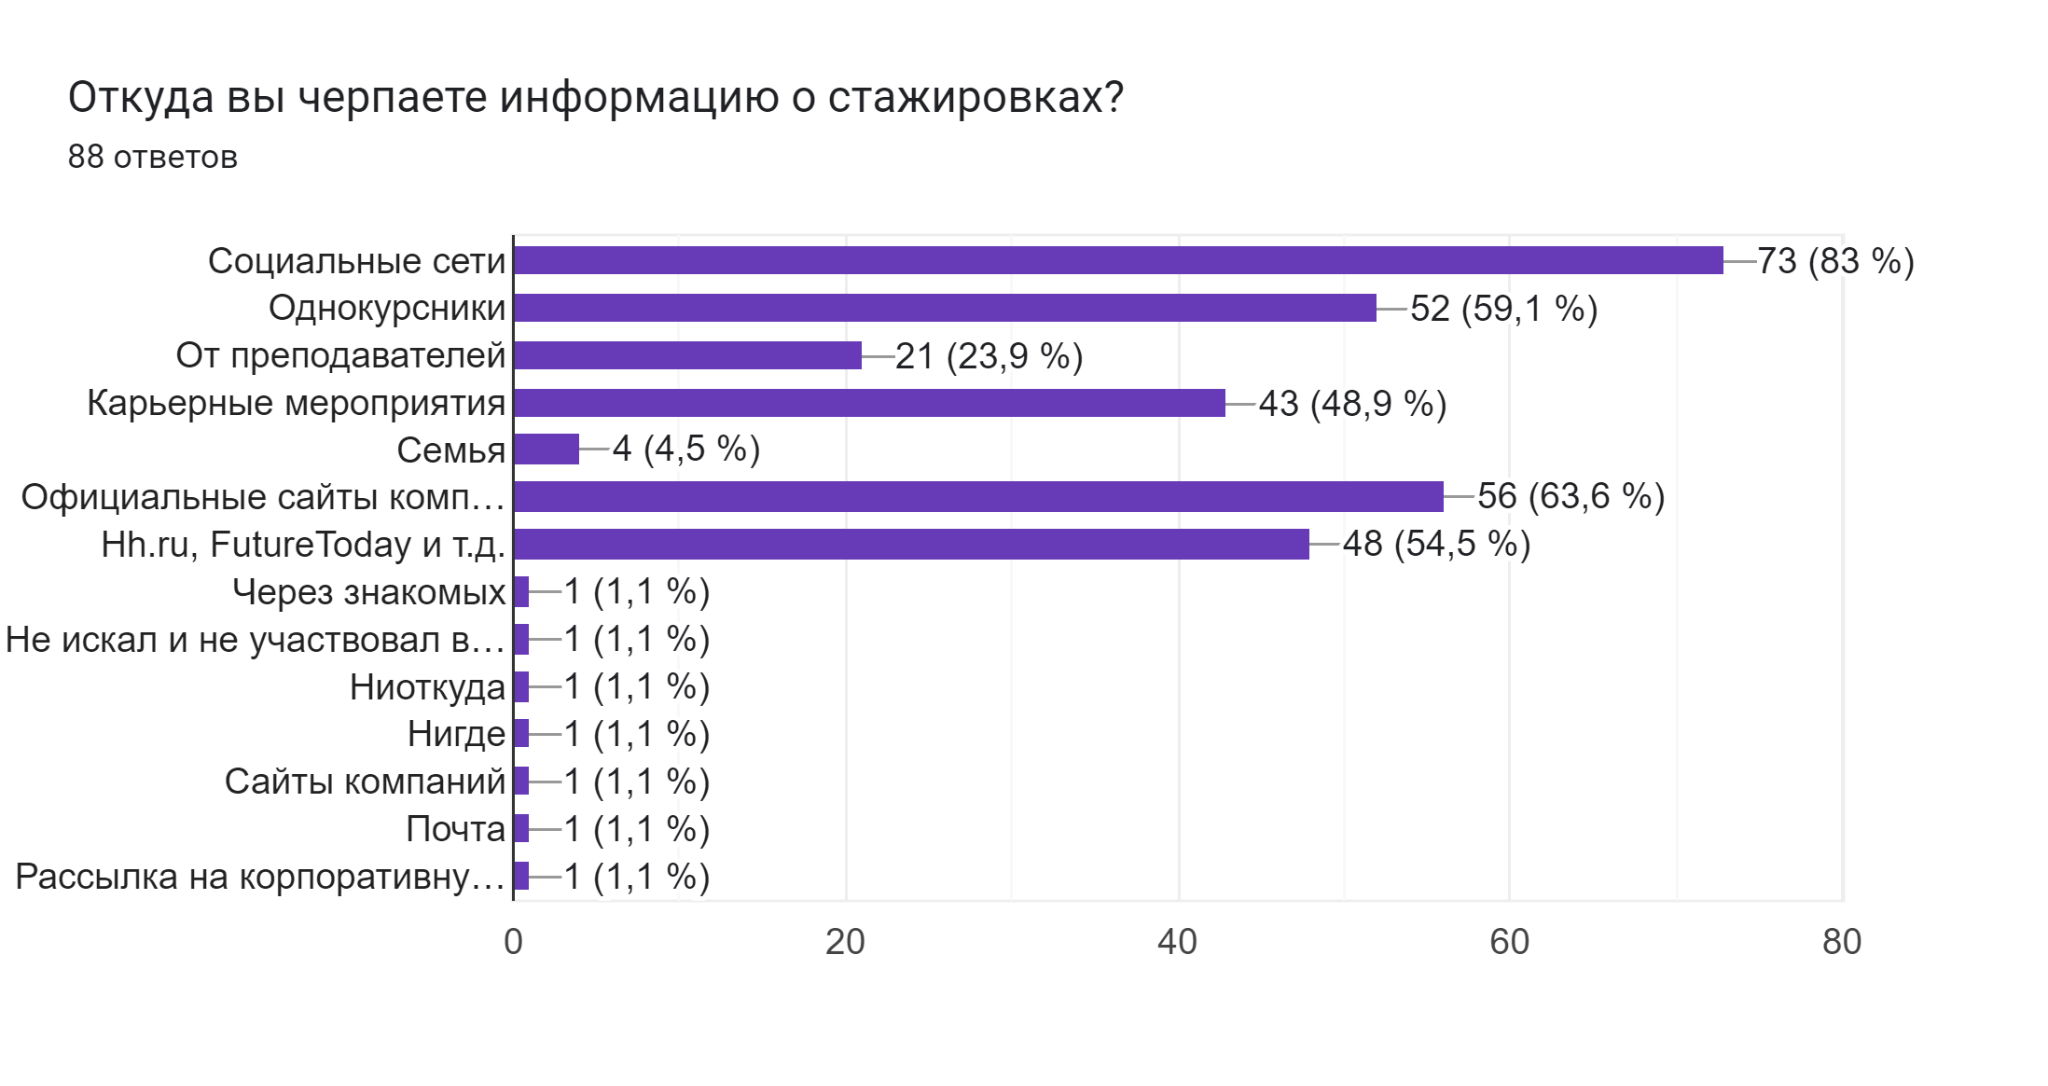 Откуда вы черпаете информацию о стажировках?
88 ответов
Социальные сети 73 (83 %)
Однокурсники 52 (59,1 %)
От преподавателей 21 (23,9 %)
Карьерные мероприятия 43 (48,9 %)
Семья 4 (4,5 %)
Официальные сайты комп… 56 (63,6 %)
Hh.ru, FutureToday и т.д. 48 (54,5 %)
Через знакомых 1 (1,1 %)
Не искал и не участвовал в… 1 (1,1 %)
Ниоткуда 1 (1,1 %)
Нигде 1 (1,1 %)
Сайты компаний 1 (1,1 %)
Почта 1 (1,1 %)
Рассылка на корпоративну… 1 (1,1 %)
0 20 40 60 80